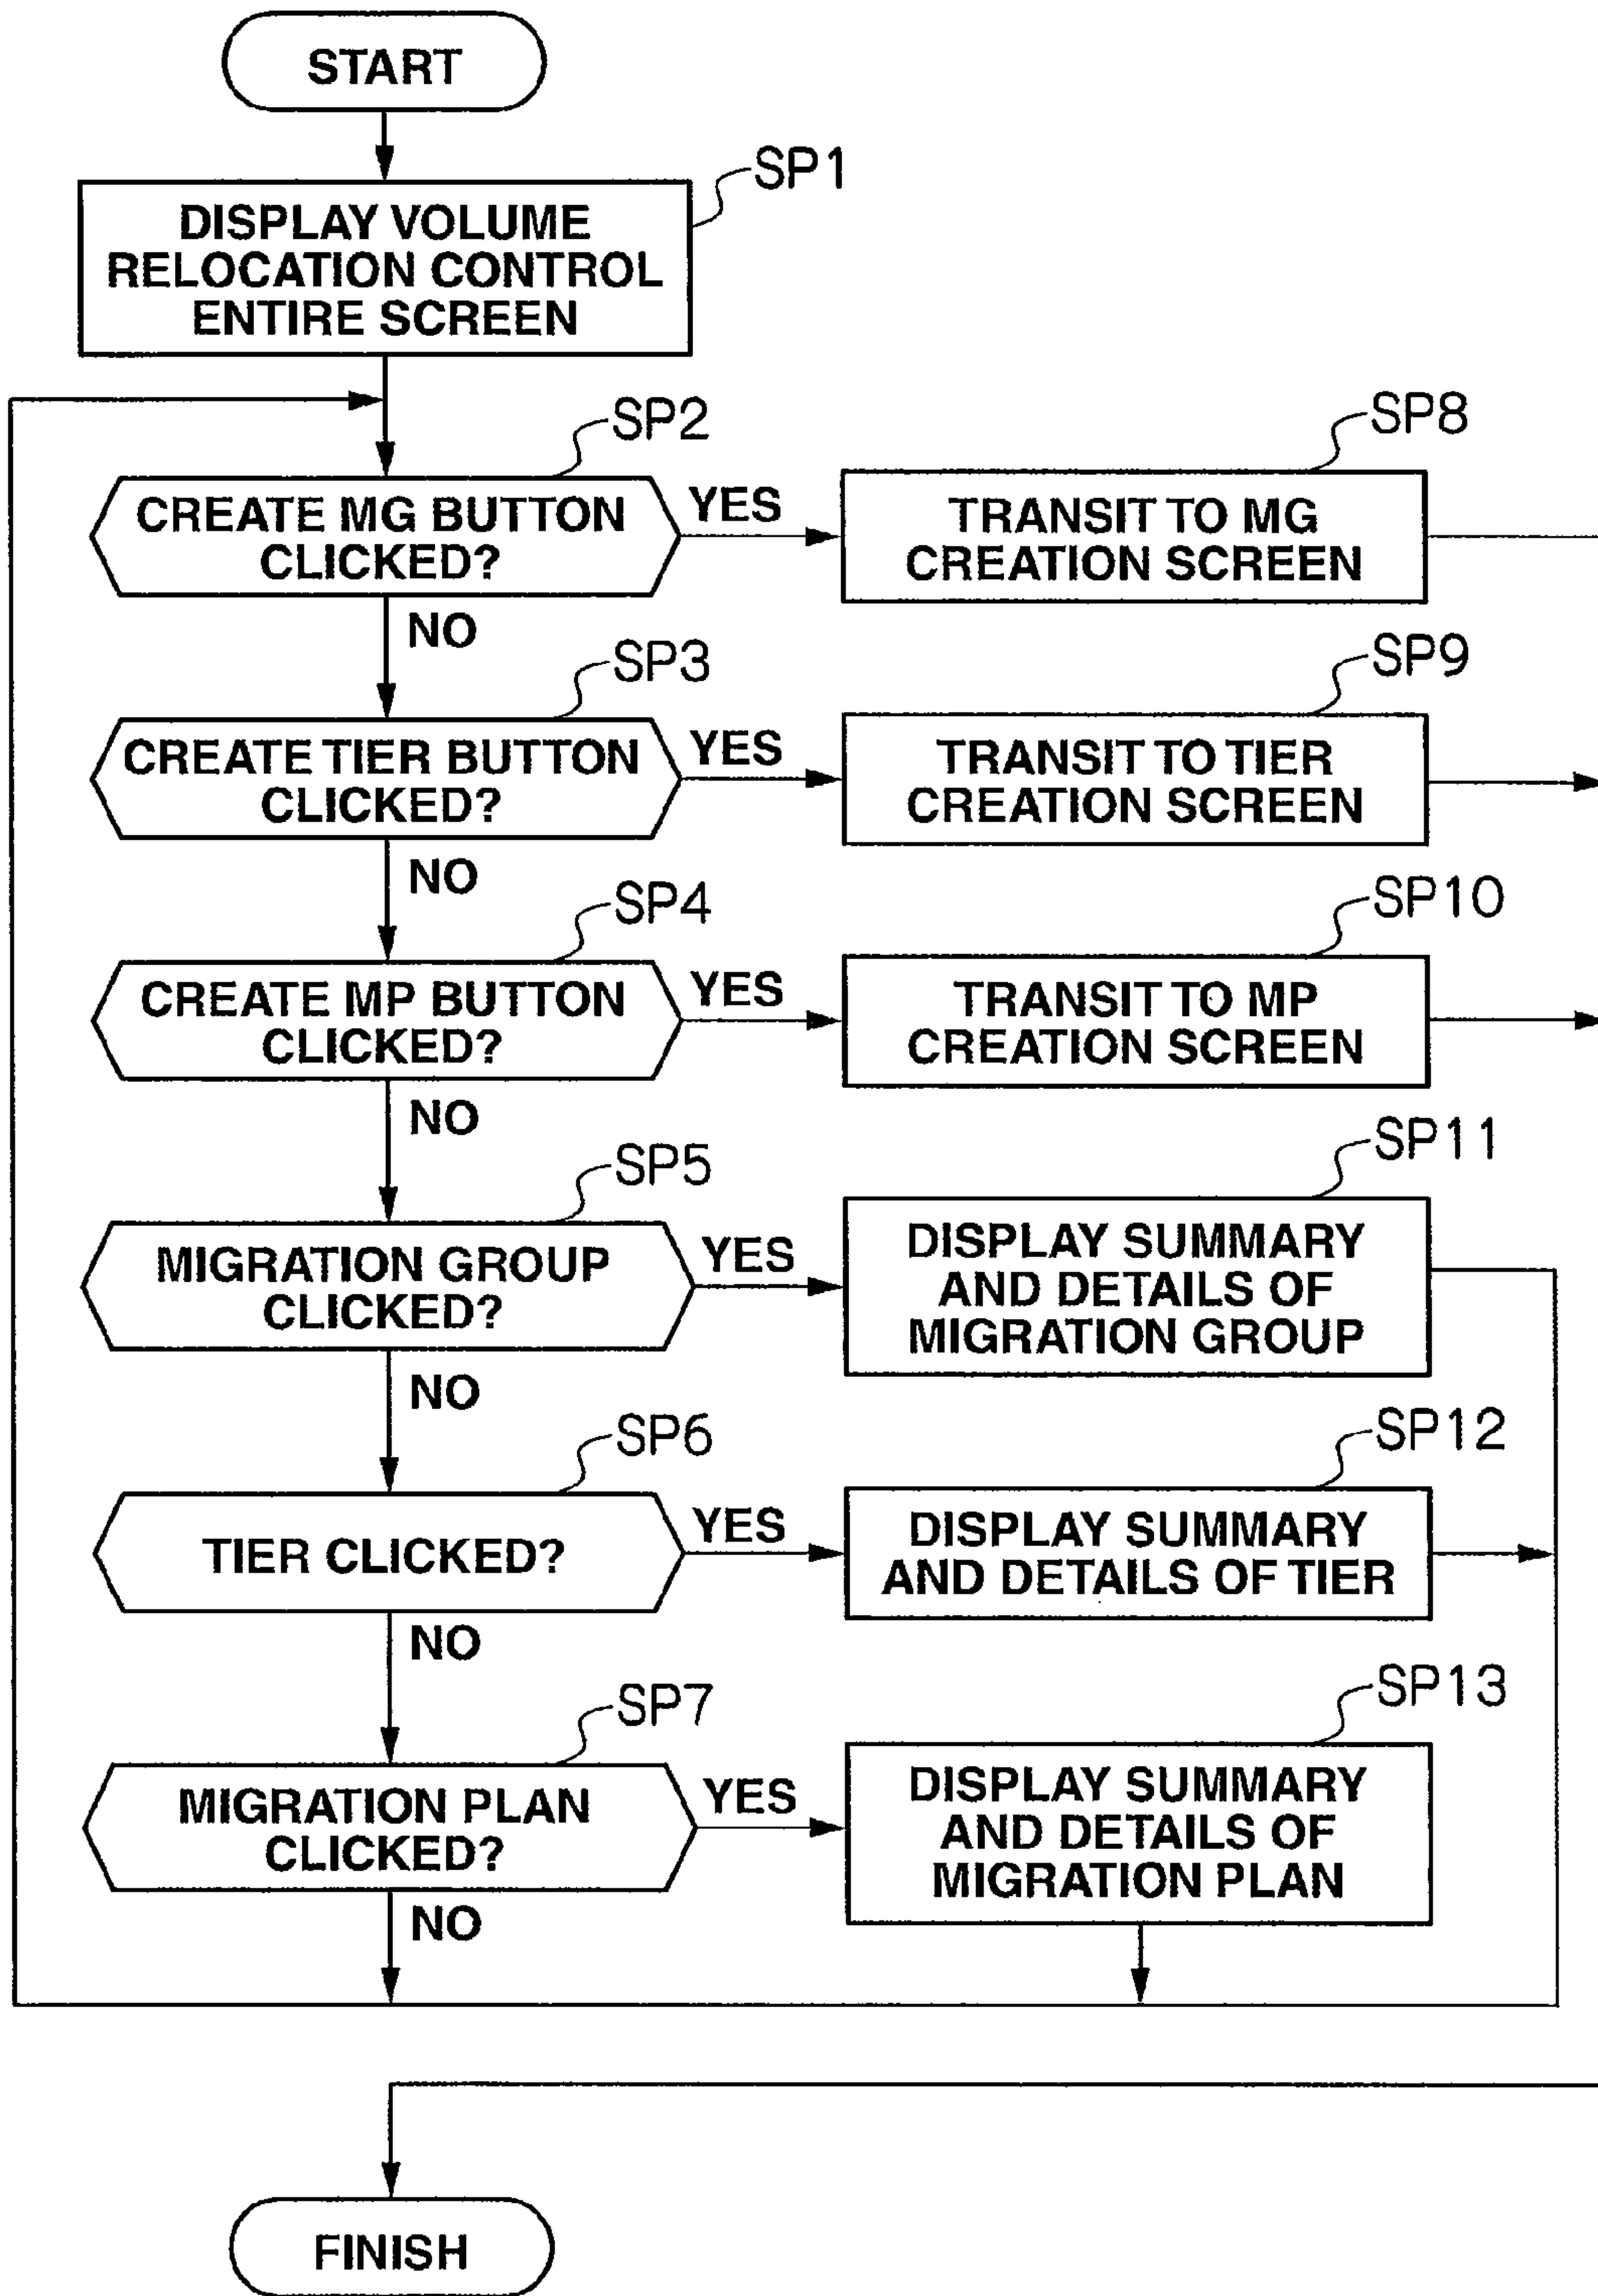 START
SP1
DISPLAY VOLUME
RELOCATION CONTROL
ENTIRE SCREEN
SP2
CREATE MG BUTTON
CLICKED?
YES
NO
SP8
TRANSIT TO MG
CREATION SCREEN
SP3
CREATE TIER BUTTON
CLICKED?
YES
NO
SP9
TRANSIT TO TIER
CREATION SCREEN
SP4
CREATE MP BUTTON
CLICKED?
YES
NO
SP10
TRANSIT TO MP
CREATION SCREEN
SP5
MIGRATION GROUP
CLICKED?
YES
NO
SP11
DISPLAY SUMMARY
AND DETAILS OF
MIGRATION GROUP
SP6
TIER CLICKED?
YES
NO
SP12
DISPLAY SUMMARY
AND DETAILS OF TIER
SP7
MIGRATION PLAN
CLICKED?
YES
NO
SP13
DISPLAY SUMMARY
AND DETAILS OF
MIGRATION PLAN
FINISH